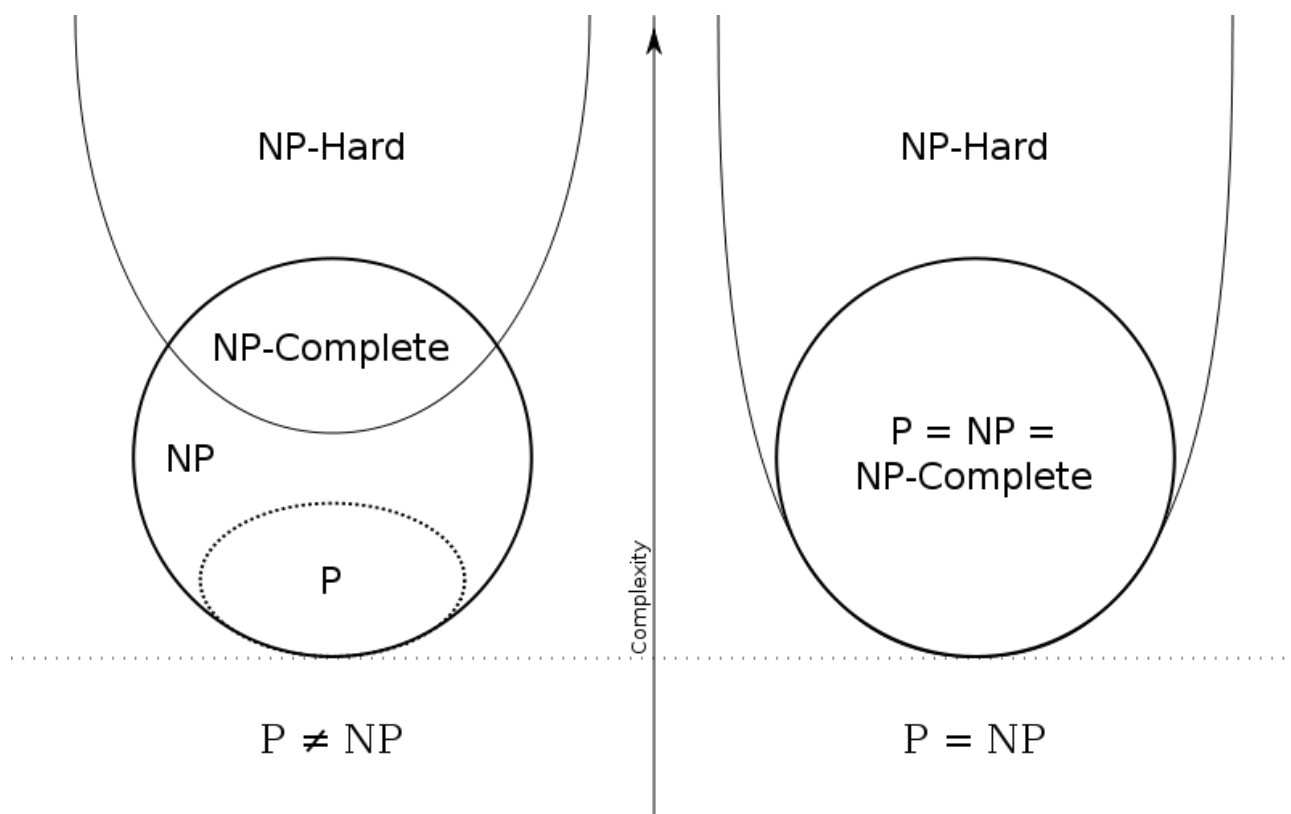 NP-Hard
NP-Complete
NP
P
P ≠ NP
Complexity
NP-Hard
P = NP =
NP-Complete
P = NP